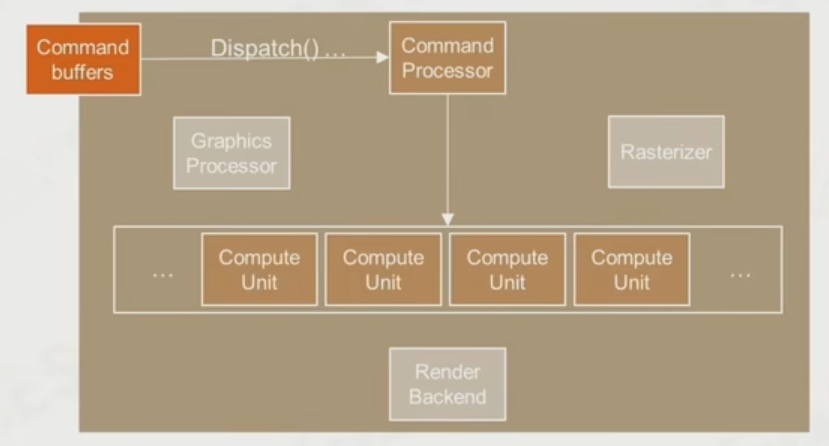 Command
buffers
Dispatch() …
Command
Processor
Graphics
Processor
Rasterizer
…
Compute
Unit
Compute
Unit
Compute
Unit
Compute
Unit
…
Render
Backend